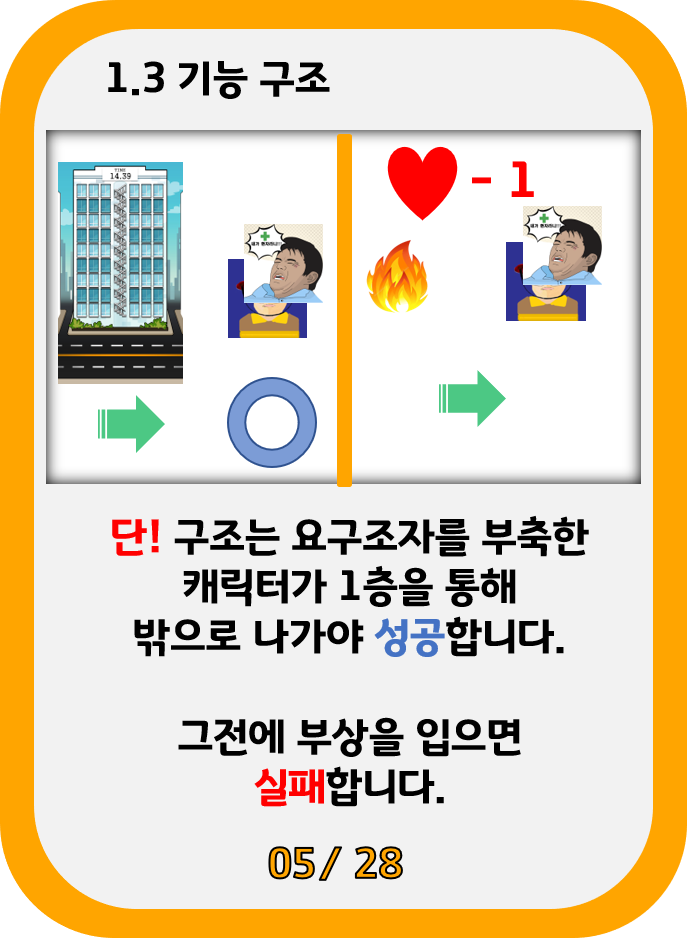 1.3 기능 구조
TIME
14.39
- 1
단! 구조는 요구조자를 부축한
캐릭터가 1층을 통해
밖으로 나가야 성공합니다.
그전에 부상을 입으면
실패합니다.
05/ 28